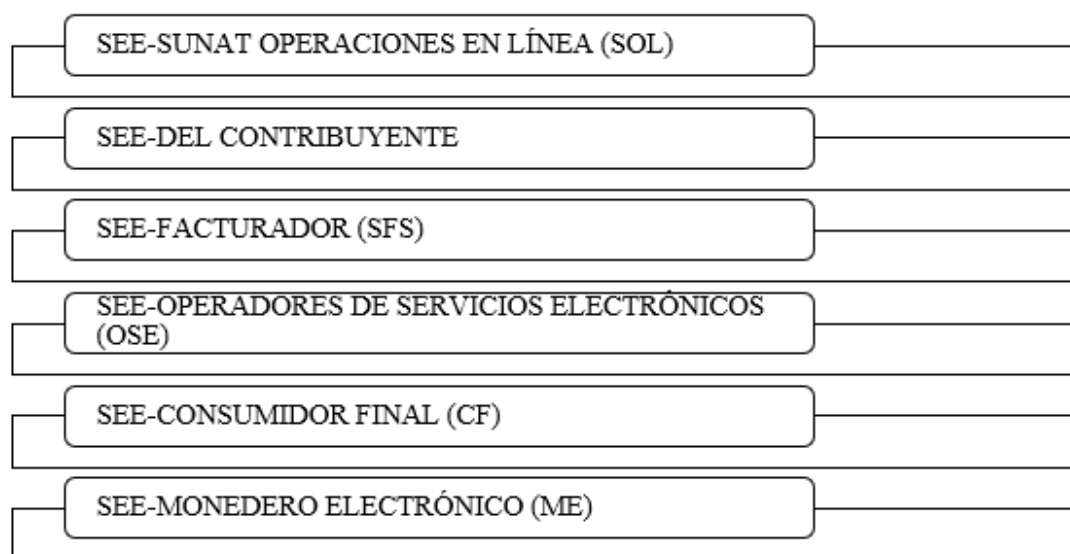 SEE-SUNAT OPERACIONES EN LÍNEA (SOL)
SEE-DEL CONTRIBUYENTE
SEE-FACTURADOR (SFS)
SEE-OPERADORES DE SERVICIOS ELECTRÓNICOS
(OSE)
SEE-CONSUMIDOR FINAL (CF)
SEE-MONEDERO ELECTRÓNICO (ME)